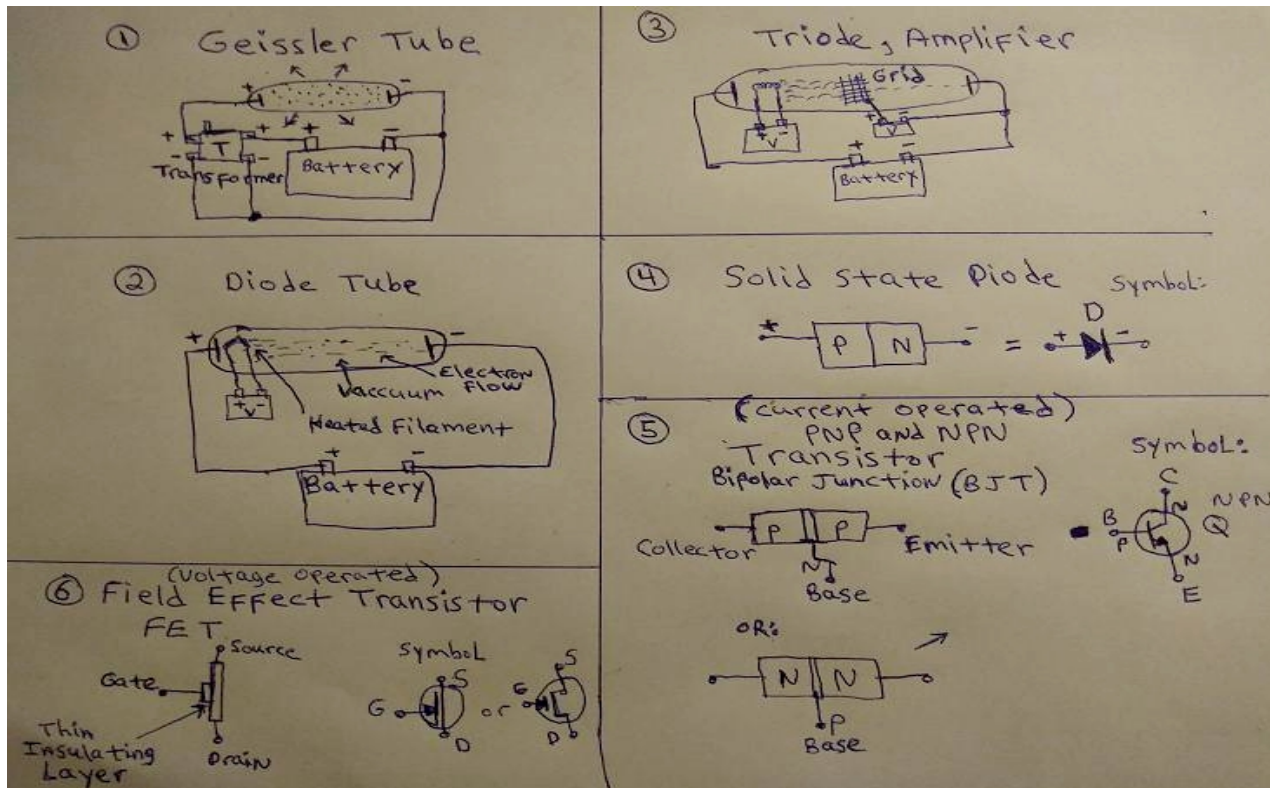 ① Geissler Tube
+ -
+ + + -
T
- -
Transformer
Battery
② Diode Tube
+ -
Electron
Flow
Vaccuum
+ V -
Heated Filament
+ -
Battery
③ Triode, Amplifier
Grid
+ V -
+ V -
+ -
Battery
④ Solid State Diode Symbol:
D
+ P N - = + -
⑤ (current operated)
PNP and NPN
Transistor
Bipolar Junction (BJT)
Symbol:
C
N NPN
B Q
P
N
E
P P
Collector Emitter
N
Base
OR:
N N
P
Base
(Voltage operated)
⑥ Field Effect Transistor
FET
Source
Gate
Thin
Insulating
Layer
Drain
Symbol
S S
G or G
D D